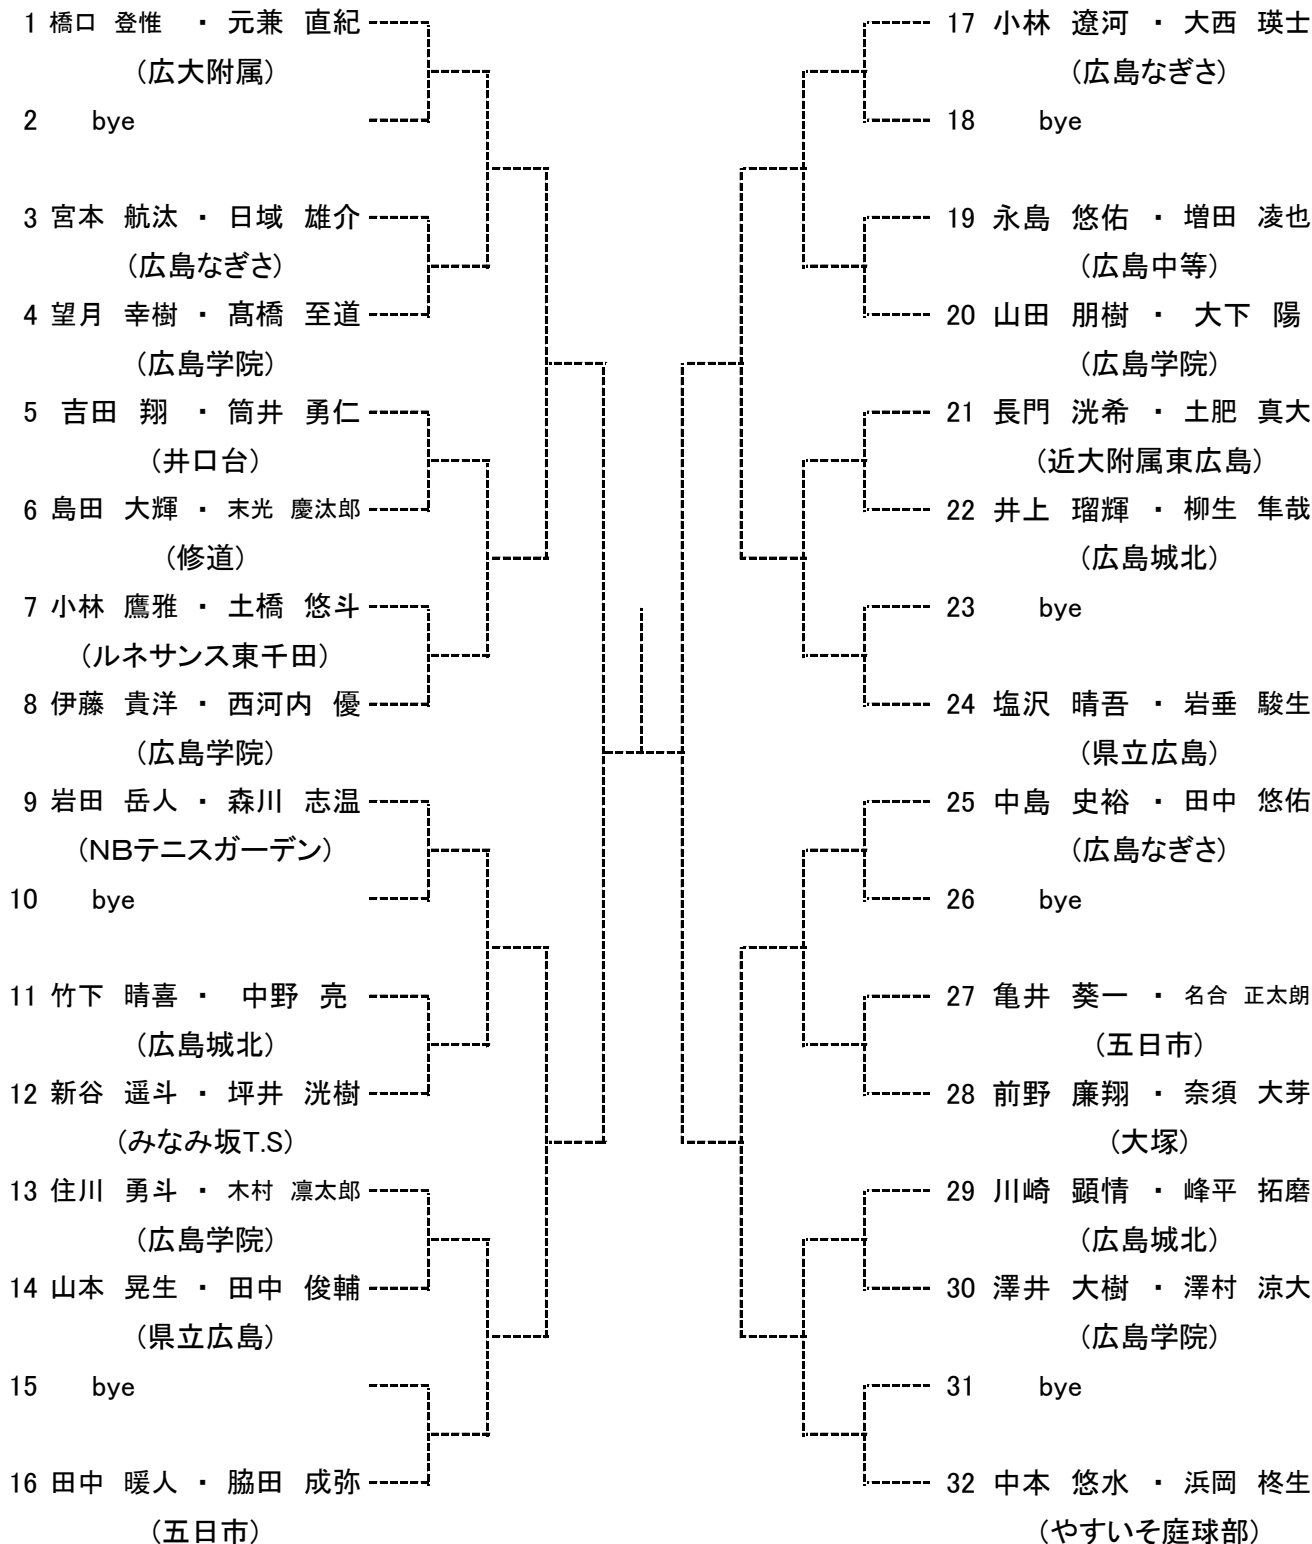 1 橋口 登惟 ・ 元兼 直紀
(広大附属)
2 bye
3 宮本 航汰 ・ 日域 雄介
(広島なぎさ)
4 望月 幸樹 ・ 髙橋 至道
(広島学院)
5 吉田 翔 ・ 筒井 勇仁
(井口台)
6 島田 大輝 ・ 末光 慶汰郎
(修道)
7 小林 鷹雅 ・ 土橋 悠斗
(ルネサンス東千田)
8 伊藤 貴洋 ・ 西河内 優
(広島学院)
9 岩田 岳人 ・ 森川 志温
(NBテニスガーデン)
10 bye
11 竹下 晴喜 ・ 中野 亮
(広島城北)
12 新谷 遥斗 ・ 坪井 洸樹
(みなみ坂T.S)
13 住川 勇斗 ・ 木村 凛太郎
(広島学院)
14 山本 晃生 ・ 田中 俊輔
(県立広島)
15 bye
16 田中 暖人 ・ 脇田 成弥
(五日市)
17 小林 遼河 ・ 大西 瑛士
(広島なぎさ)
18 bye
19 永島 悠佑 ・ 増田 凌也
(広島中等)
20 山田 朋樹 ・ 大下 陽
(広島学院)
21 長門 洸希 ・ 土肥 真大
(近大附属東広島)
22 井上 瑠輝 ・ 柳生 隼哉
(広島城北)
23 bye
24 塩沢 晴吾 ・ 岩垂 駿生
(県立広島)
25 中島 史裕 ・ 田中 悠佑
(広島なぎさ)
26 bye
27 亀井 葵一 ・ 名合 正太朗
(五日市)
28 前野 廉翔 ・ 奈須 大芽
(大塚)
29 川崎 顕情 ・ 峰平 拓磨
(広島城北)
30 澤井 大樹 ・ 澤村 涼大
(広島学院)
31 bye
32 中本 悠水 ・ 浜岡 柊生
(やすいそ庭球部)